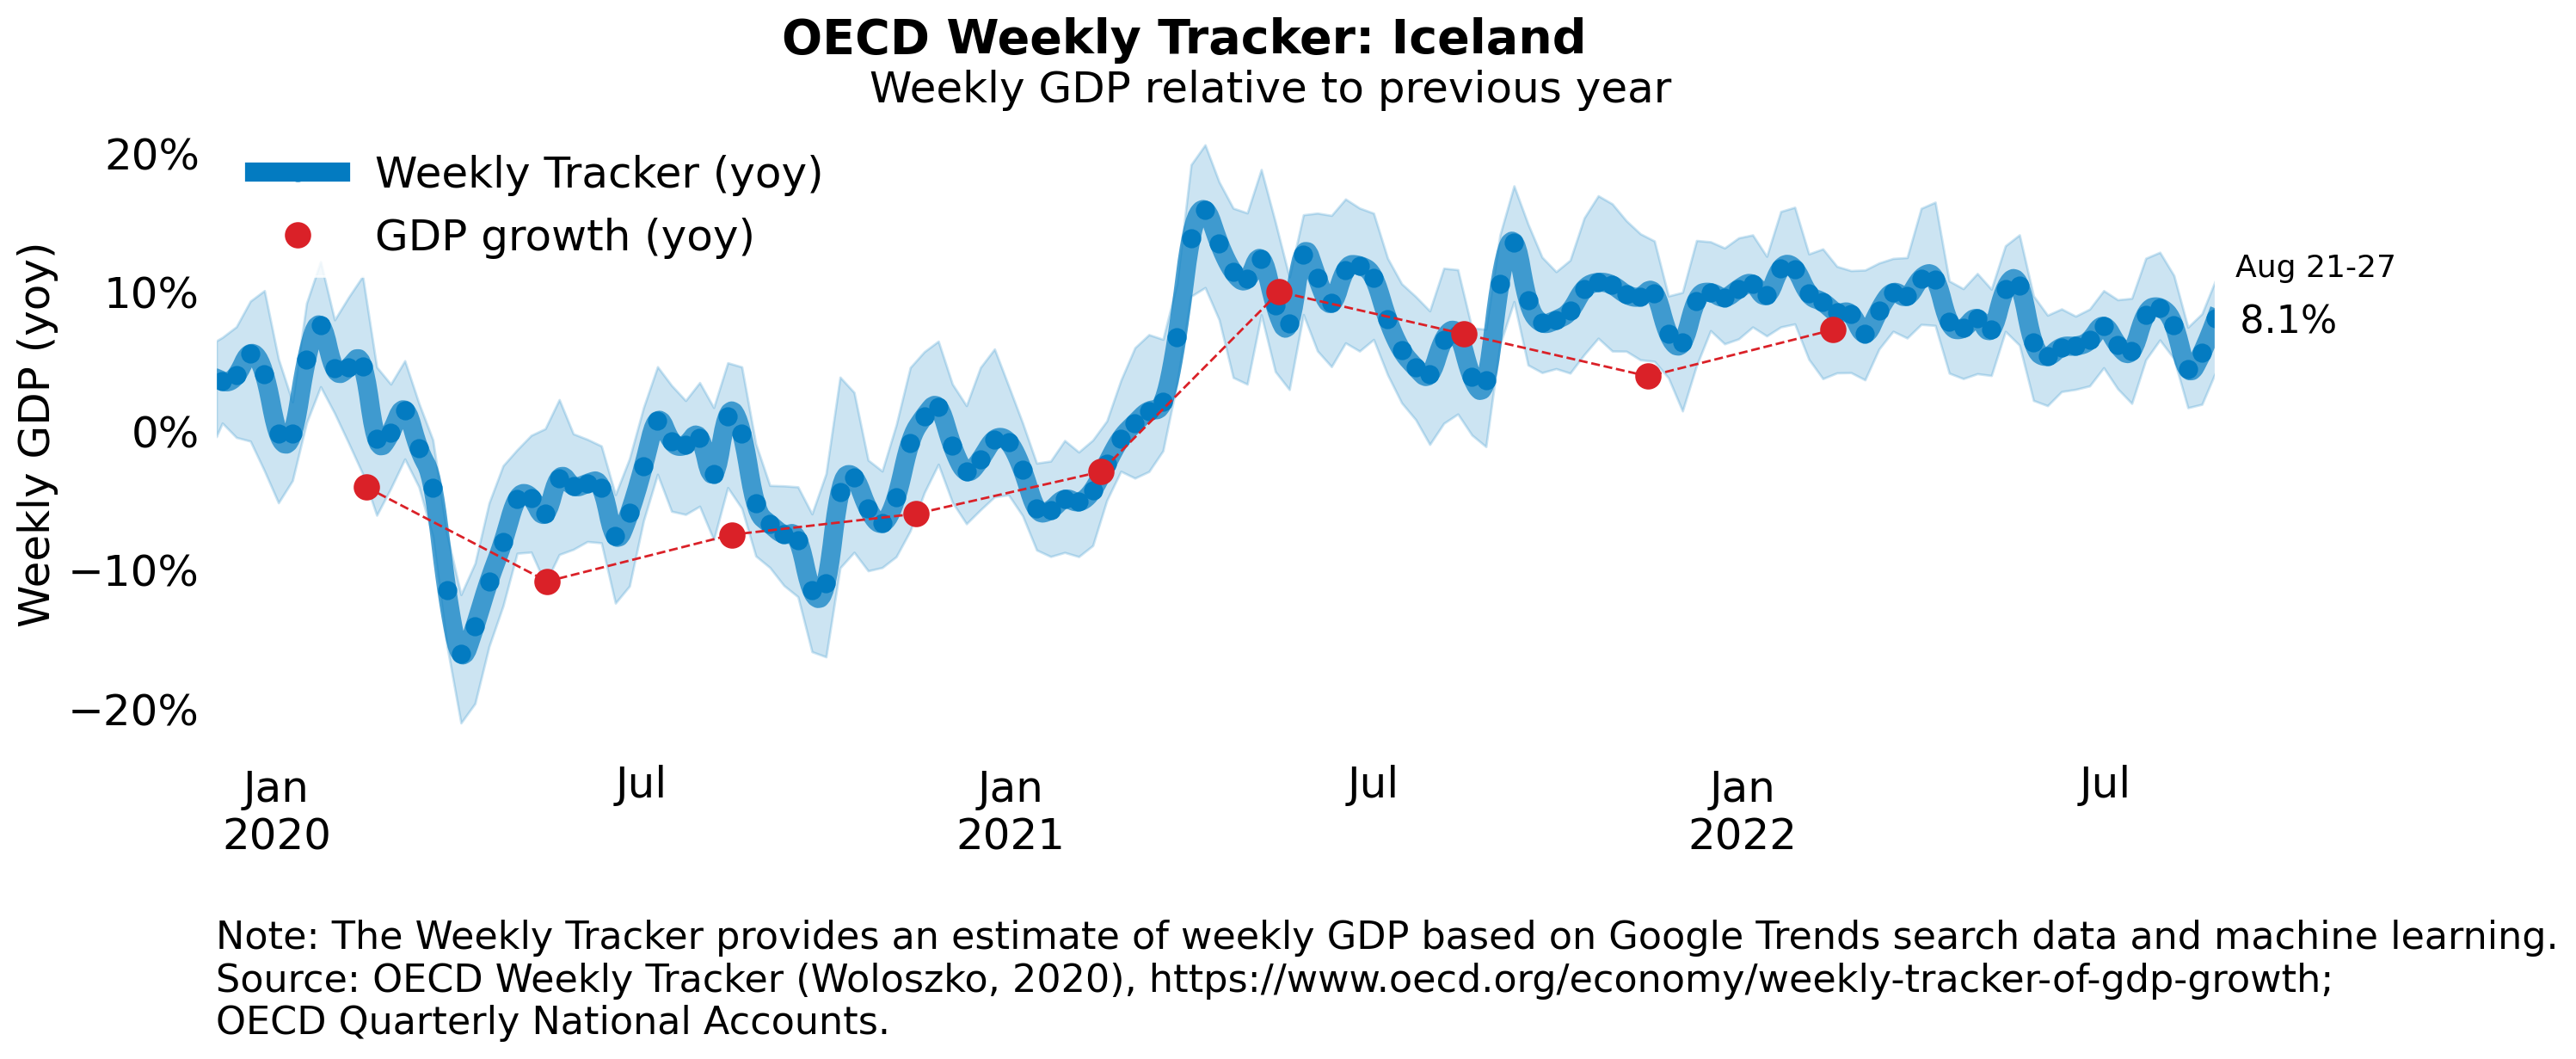 OECD Weekly Tracker: Iceland
Weekly GDP relative to previous year
Weekly GDP (yoy)
20%
10%
0%
−10%
−20%
Weekly Tracker (yoy)
GDP growth (yoy)
Aug 21-27
8.1%
Jan
2020
Jul
Jan
2021
Jul
Jan
2022
Jul
Note: The Weekly Tracker provides an estimate of weekly GDP based on Google Trends search data and machine learning.
Source: OECD Weekly Tracker (Woloszko, 2020), https://www.oecd.org/economy/weekly-tracker-of-gdp-growth;
OECD Quarterly National Accounts.